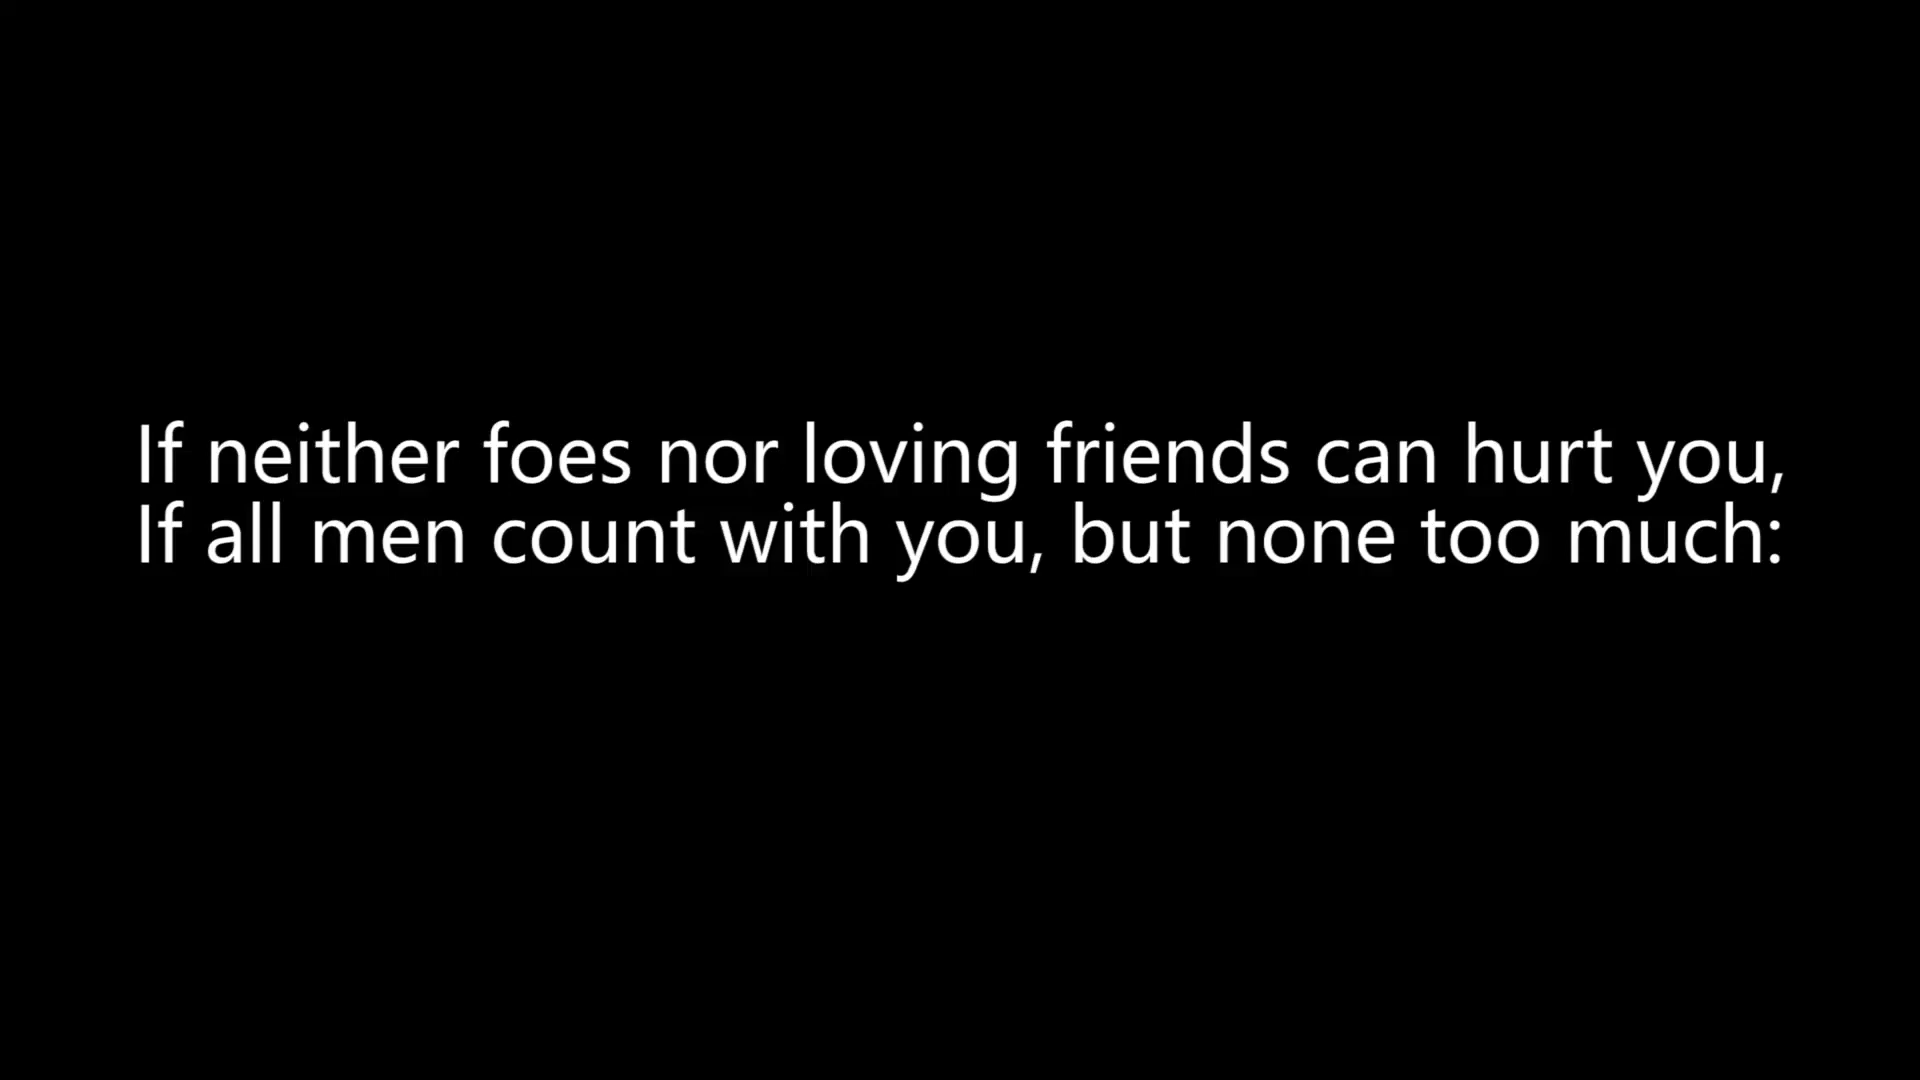 If neither foes nor loving friends can hurt you,
If all men count with you, but none too much: